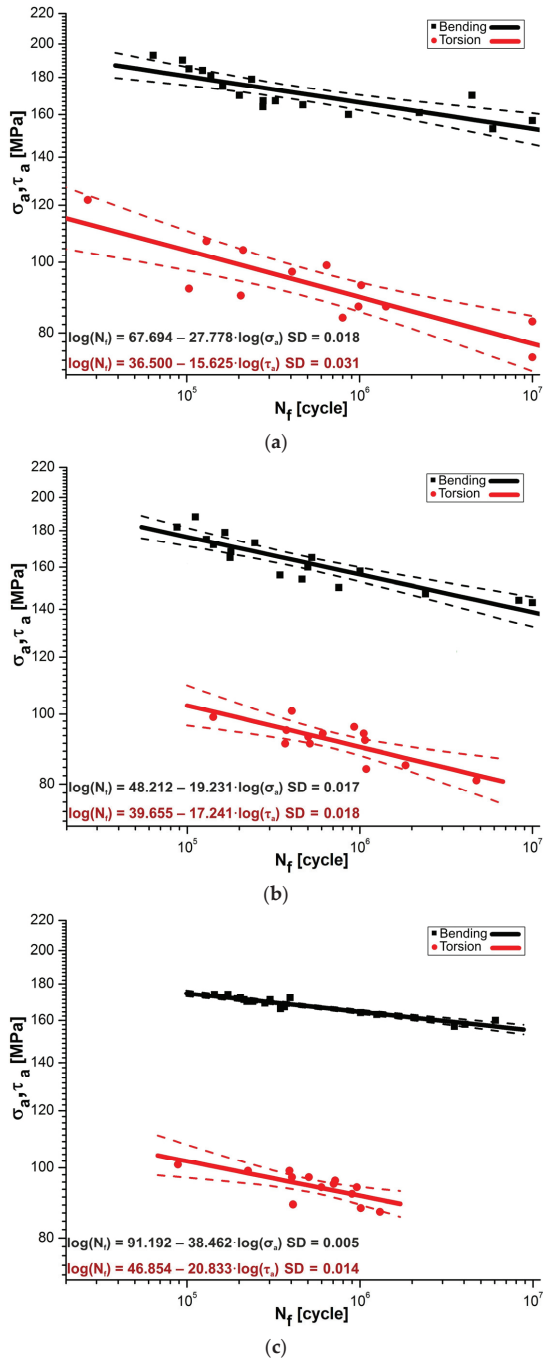 220
200
180
160
140
120
100
80
σa, τa [MPa]
Bending
Torsion
log(Nf) = 67.694 – 27.778·log(σa) SD = 0.018
log(Nf) = 36.500 – 15.625·log(τa) SD = 0.031
10^5
10^6
10^7
Nf [cycle]
(a)
220
200
180
160
140
120
100
80
σa, τa [MPa]
Bending
Torsion
log(Nf) = 48.212 – 19.231·log(σa) SD = 0.017
log(Nf) = 39.655 – 17.241·log(τa) SD = 0.018
10^5
10^6
10^7
Nf [cycle]
(b)
220
200
180
160
140
120
100
80
σa, τa [MPa]
Bending
Torsion
log(Nf) = 91.192 – 38.462·log(σa) SD = 0.005
log(Nf) = 46.854 – 20.833·log(τa) SD = 0.014
10^5
10^6
10^7
Nf [cycle]
(c)